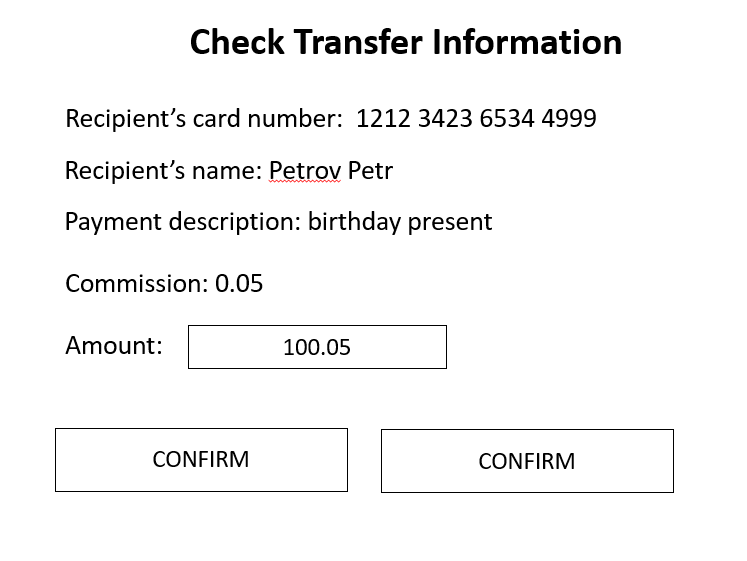 Check Transfer Information
Recipient’s card number:  1212 3423 6534 4999
Recipient’s name: Petrov Petr
Payment description: birthday present
Commission: 0.05
Amount: 100.05
CONFIRM CONFIRM